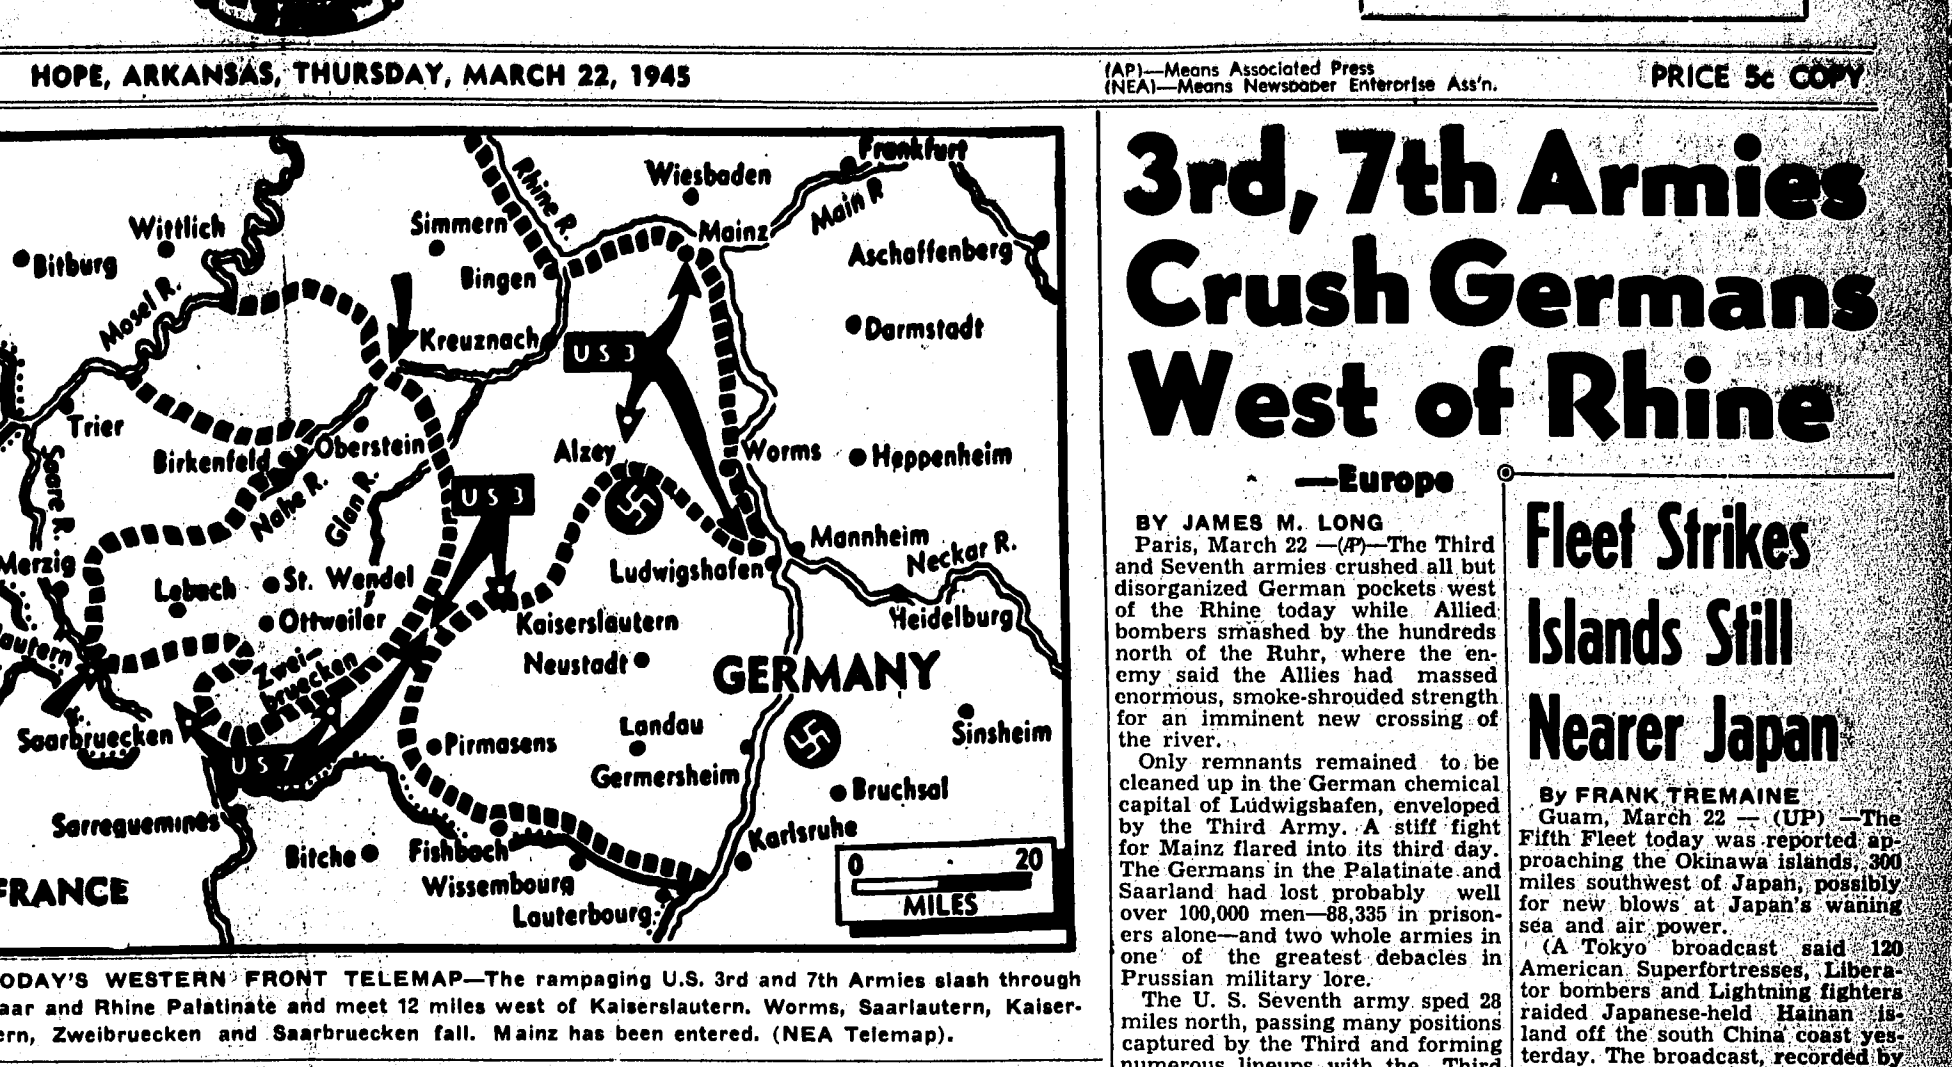 HOPE, ARKANSAS, THURSDAY, MARCH 22, 1945
(AP)—Means Associated Press
(NEA)—Means Newspaper Enterprise Ass'n.
PRICE 5c COPY
Frankfurt
Wiesbaden
Rhine R.
Main R
Simmern
Wittlich
Mainz
Aschaffenberg
Bitburg
Bingen
Mosel R.
Darmstadt
Kreuznach
US 3
Trier
Oberstein
Alzey
Worms
Heppenheim
Birkenfeld
Saare R.
Nahe R.
Glan R.
US 3
Mannheim
Neckar R.
Merzig
Lebach
St. Wendel
Ludwigshafen
Ottweiler
Kaiserslautern
Heidelburg
lautern
Zwei-
bruecken
Neustadt
GERMANY
Saarbruecken
Landau
Sinsheim
Pirmasens
US 7
Germersheim
Bruchsal
Sarreguemines
Karlsruhe
Bitche
Fishbach
FRANCE
Wissembourg
Lauterbourg
0 20
MILES
ODAY'S WESTERN FRONT TELEMAP—The rampaging U.S. 3rd and 7th Armies slash through
aar and Rhine Palatinate and meet 12 miles west of Kaiserslautern. Worms, Saarlautern, Kaiser-
ern, Zweibruecken and Saarbruecken fall. Mainz has been entered. (NEA Telemap).
3rd, 7th Armies
Crush Germans
West of Rhine
—Europe
BY JAMES M. LONG
Paris, March 22 —(AP)—The Third
and Seventh armies crushed all but
disorganized German pockets west
of the Rhine today while Allied
bombers smashed by the hundreds
north of the Ruhr, where the en-
emy said the Allies had massed
enormous, smoke-shrouded strength
for an imminent new crossing of
the river.
Only remnants remained to be
cleaned up in the German chemical
capital of Ludwigshafen, enveloped
by the Third Army. A stiff fight
for Mainz flared into its third day.
The Germans in the Palatinate and
Saarland had lost probably well
over 100,000 men—88,335 in prison-
ers alone—and two whole armies in
one of the greatest debacles in
Prussian military lore.
The U. S. Seventh army sped 28
miles north, passing many positions
captured by the Third and forming
numerous lineups with the Third
Fleet Strikes
Islands Still
Nearer Japan
By FRANK TREMAINE
Guam, March 22 — (UP) —The
Fifth Fleet today was reported ap-
proaching the Okinawa islands, 300
miles southwest of Japan, possibly
for new blows at Japan's waning
sea and air power.
(A Tokyo broadcast said 120
American Superfortresses, Libera-
tor bombers and Lightning fighters
raided Japanese-held Hainan is-
land off the south China coast yes-
terday. The broadcast, recorded by